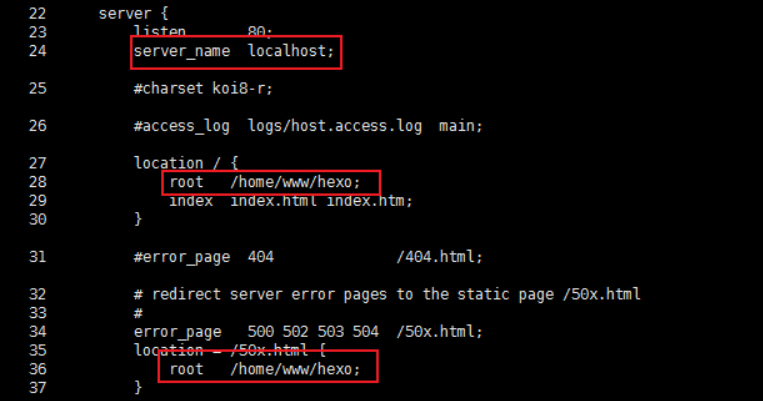 22      server {
23          listen       80;
24          server_name  localhost;
25          #charset koi8-r;
26          #access_log  logs/host.access.log  main;
27          location / {
28              root   /home/www/hexo;
29              index  index.html index.htm;
30          }
31          #error_page  404              /404.html;
32          # redirect server error pages to the static page /50x.html
33          #
34          error_page   500 502 503 504  /50x.html;
35          location = /50x.html {
36              root   /home/www/hexo;
37          }